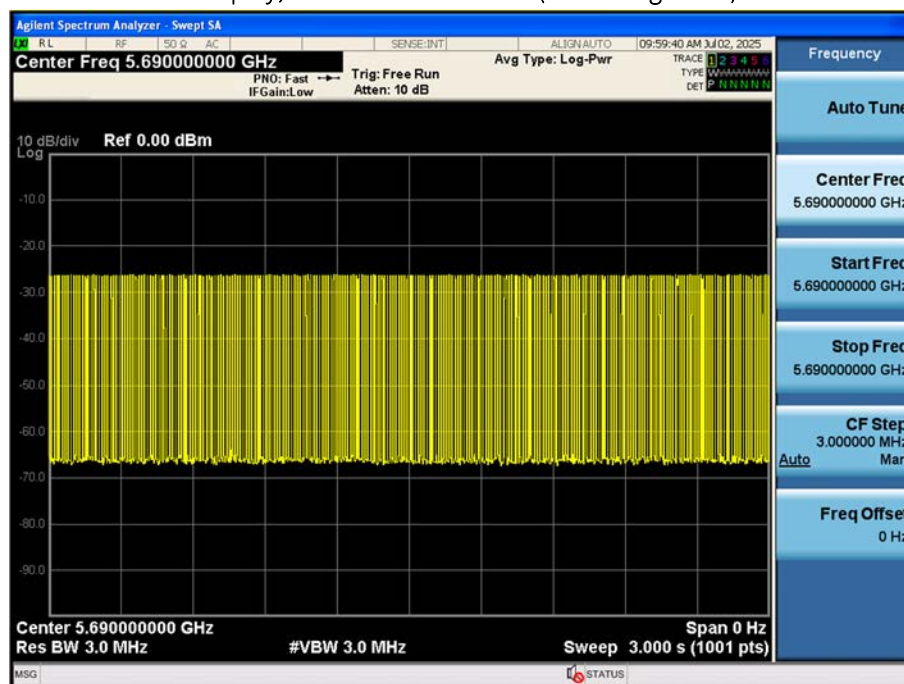 Agilent Spectrum Analyzer - Swept SA
RL RF 50 Ω AC SENSE:INT ALIGN AUTO 09:59:40 AM Jul 02, 2025
Center Freq 5.690000000 GHz
PNO: Fast
IFGain:Low
Trig: Free Run
Atten: 10 dB
Avg Type: Log-Pwr
TRACE 1 2 3 4 5 6
TYPE
DET P N N N N N
10 dB/div Ref 0.00 dBm
Log
-10.0
-20.0
-30.0
-40.0
-50.0
-60.0
-70.0
-80.0
-90.0
Center 5.690000000 GHz Span 0 Hz
Res BW 3.0 MHz #VBW 3.0 MHz Sweep 3.000 s (1001 pts)
MSG STATUS
Frequency
Auto Tune
Center Freq
5.690000000 GHz
Start Freq
5.690000000 GHz
Stop Freq
5.690000000 GHz
CF Step
3.000000 MHz
Auto Man
Freq Offset
0 Hz